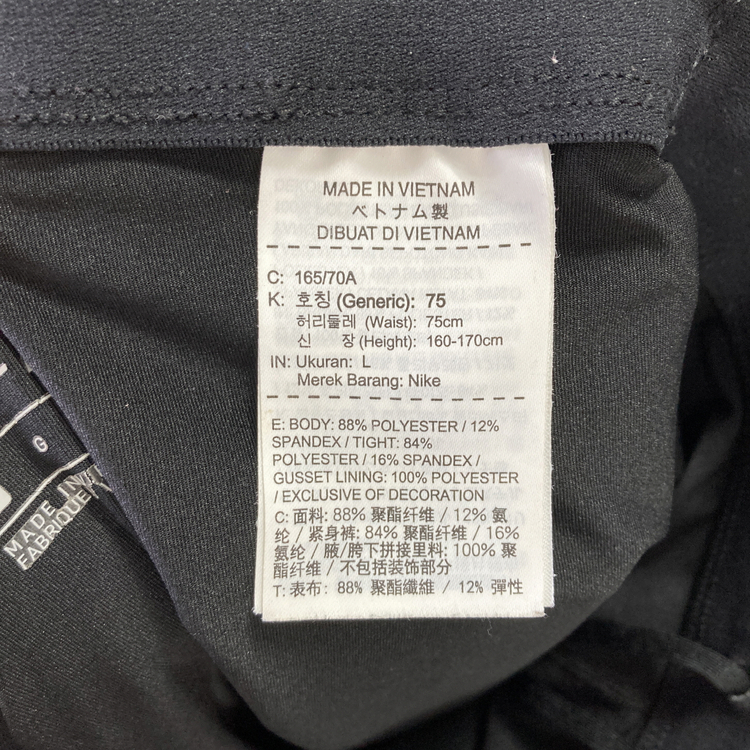 MADE IN VIETNAM
ベトナム製
DIBUAT DI VIETNAM
C: 165/70A
K: 호칭 (Generic): 75
허리둘레 (Waist): 75cm
신 장 (Height): 160-170cm
IN: Ukuran: L
Merek Barang: Nike
E: BODY: 88% POLYESTER / 12%
SPANDEX / TIGHT: 84%
POLYESTER / 16% SPANDEX /
GUSSET LINING: 100% POLYESTER
/ EXCLUSIVE OF DECORATION
C: 面料: 88% 聚酯纤维 / 12% 氨
纶 / 紧身裤: 84% 聚酯纤维 / 16%
氨纶 / 腋/胯下拼接里料: 100% 聚
酯纤维 / 不包括装饰部分
T: 表布: 88% 聚酯纖維 / 12% 彈性
G
MADE IN
FABRIQUE